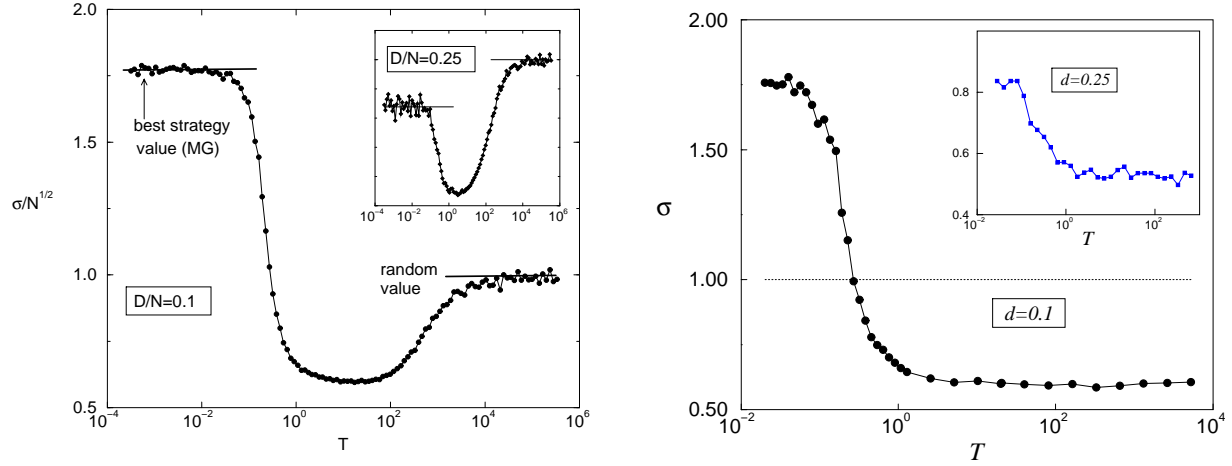 2.0
1.5
1.0
0.5
σ/N^{1/2}
10^{-4}
10^{-2}
10^{0}
10^{2}
10^{4}
10^{6}
T
best strategy
value (MG)
D/N=0.1
random
value
D/N=0.25
10^{-4}
10^{-2}
10^{0}
10^{2}
10^{4}
10^{6}
2.00
1.50
1.00
0.50
σ
10^{-2}
10^{0}
10^{2}
10^{4}
T
d=0.1
d=0.25
0.8
0.6
0.4
10^{-2}
10^{0}
10^{2}
T